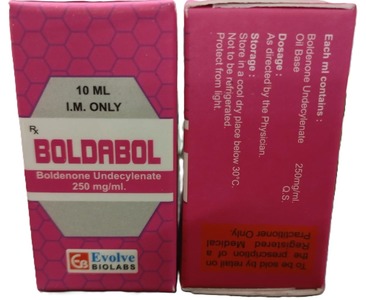 10 ML
I.M. ONLY
Rx
BOLDABOL
Boldenone Undecylenate
250 mg/ml.
EB Evolve
BIOLABS
Each ml contains :
Boldenone Undecylenate 250mg/ml.
Oil Base Q.S.
Dosage :
As directed by the Physician.
Storage :
Store in a cool dry place below 30°C.
Not to be refrigerated.
Protect from light.
To be sold by retail on
the prescription of a
Registered Medical
Practitioner Only.